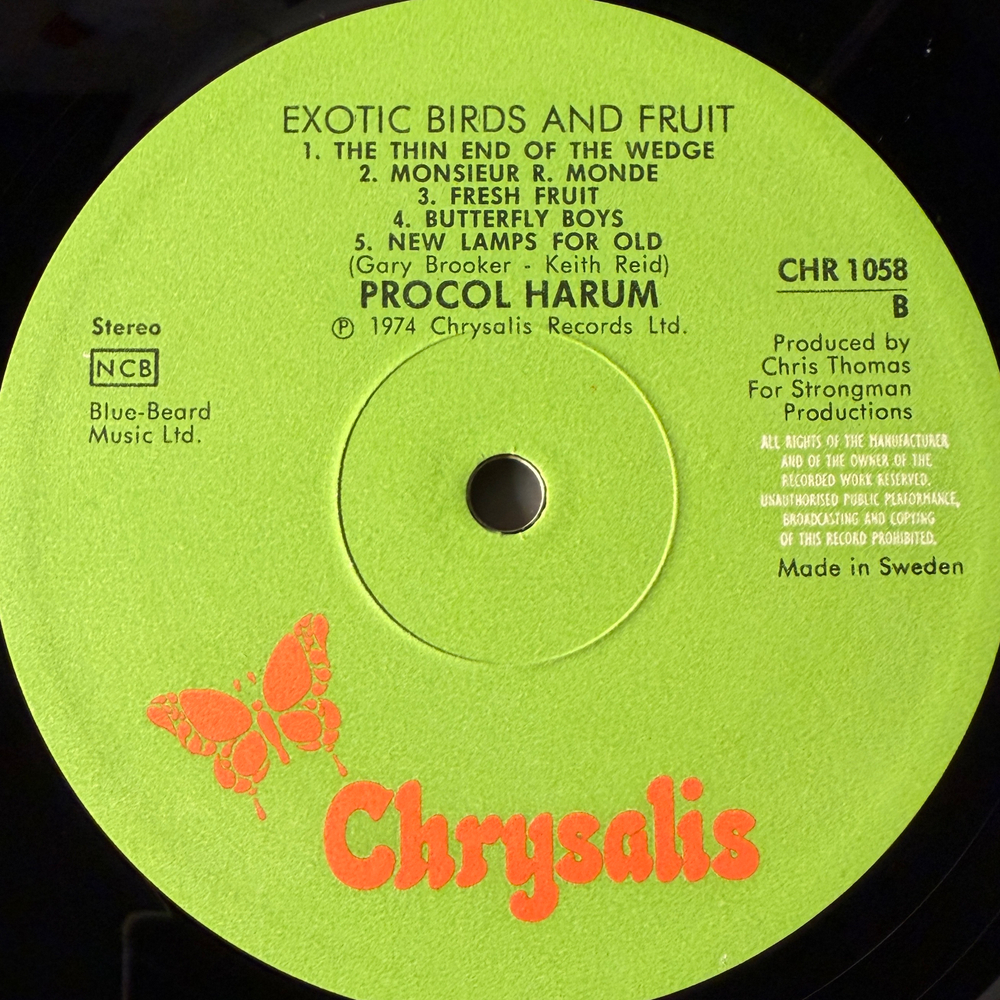 EXOTIC BIRDS AND FRUIT
1. THE THIN END OF THE WEDGE
2. MONSIEUR R. MONDE
3. FRESH FRUIT
4. BUTTERFLY BOYS
5. NEW LAMPS FOR OLD
(Gary Brooker - Keith Reid)
PROCOL HARUM
Ⓟ 1974 Chrysalis Records Ltd.
Stereo
NCB
Blue-Beard
Music Ltd.
CHR 1058
B
Produced by
Chris Thomas
For Strongman
Productions
ALL RIGHTS OF THE MANUFACTURER
AND OF THE OWNER OF THE
RECORDED WORK RESERVED.
UNAUTHORISED PUBLIC PERFORMANCE,
BROADCASTING AND COPYING
OF THIS RECORD PROHIBITED.
Made in Sweden
Chrysalis